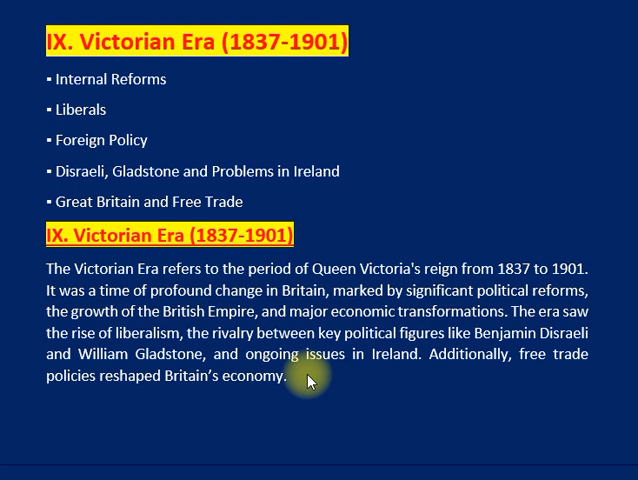 IX. Victorian Era (1837-1901)
▪ Internal Reforms
▪ Liberals
▪ Foreign Policy
▪ Disraeli, Gladstone and Problems in Ireland
▪ Great Britain and Free Trade
IX. Victorian Era (1837-1901)
The Victorian Era refers to the period of Queen Victoria's reign from 1837 to 1901.
It was a time of profound change in Britain, marked by significant political reforms,
the growth of the British Empire, and major economic transformations. The era saw
the rise of liberalism, the rivalry between key political figures like Benjamin Disraeli
and William Gladstone, and ongoing issues in Ireland. Additionally, free trade
policies reshaped Britain’s economy.